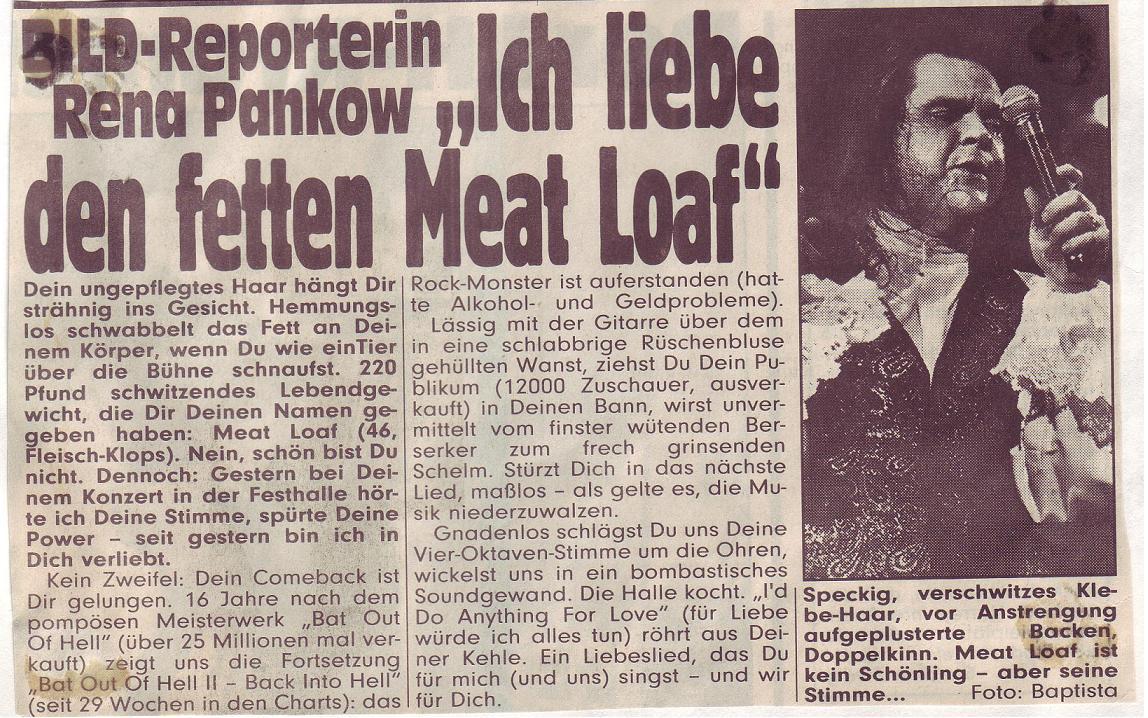 BILD-Reporterin
Rena Pankow „Ich liebe
den fetten Meat Loaf“
Dein ungepflegtes Haar hängt Dir
strähnig ins Gesicht. Hemmungs-
los schwabbelt das Fett an Dei-
nem Körper, wenn Du wie einTier
über die Bühne schnaufst. 220
Pfund schwitzendes Lebendge-
wicht, die Dir Deinen Namen ge-
geben haben: Meat Loaf (46,
Fleisch-Klops). Nein, schön bist Du
nicht. Dennoch: Gestern bei Dei-
nem Konzert in der Festhalle hör-
te ich Deine Stimme, spürte Deine
Power – seit gestern bin ich in
Dich verliebt.
Kein Zweifel: Dein Comeback ist
Dir gelungen. 16 Jahre nach dem
pompösen Meisterwerk „Bat Out
Of Hell“ (über 25 Millionen mal ver-
kauft) zeigt uns die Fortsetzung
„Bat Out Of Hell II – Back Into Hell“
(seit 29 Wochen in den Charts): das
Rock-Monster ist auferstanden (hat-
te Alkohol- und Geldprobleme).
Lässig mit der Gitarre über dem
in eine schlabbrige Rüschenbluse
gehüllten Wanst, ziehst Du Dein Pu-
blikum (12000 Zuschauer, ausver-
kauft) in Deinen Bann, wirst unver-
mittelt vom finster wütenden Ber-
serker zum frech grinsenden
Schelm. Stürzt Dich in das nächste
Lied, maßlos – als gelte es, die Mu-
sik niederzuwalzen.
Gnadenlos schlägst Du uns Deine
Vier-Oktaven-Stimme um die Ohren,
wickelst uns in ein bombastisches
Soundgewand. Die Halle kocht. „I'd
Do Anything For Love“ (für Liebe
würde ich alles tun) röhrt aus Dei-
ner Kehle. Ein Liebeslied, das Du
für mich (und uns) singst – und wir
für Dich.
Speckig, verschwitzes Kle-
be-Haar, vor Anstrengung
aufgeplusterte Backen,
Doppelkinn. Meat Loaf ist
kein Schönling – aber seine
Stimme... Foto: Baptista